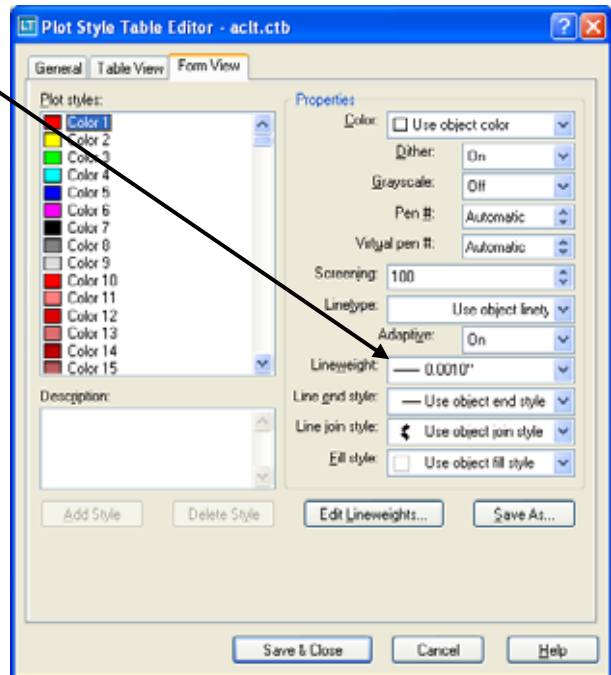 LT Plot Style Table Editor - aclt.ctb
General Table View Form View
Plot styles:
Color 1
Color 2
Color 3
Color 4
Color 5
Color 6
Color 7
Color 8
Color 9
Color 10
Color 11
Color 12
Color 13
Color 14
Color 15
Description:
Add Style Delete Style
Properties
Color: Use object color
Dither: On
Grayscale: Off
Pen #: Automatic
Virtual pen #: Automatic
Screening: 100
Linetype: Use object linety
Adaptive: On
Lineweight: 0.0010"
Line end style: Use object end style
Line join style: Use object join style
Fill style: Use object fill style
Edit Lineweights... Save As...
Save & Close Cancel Help